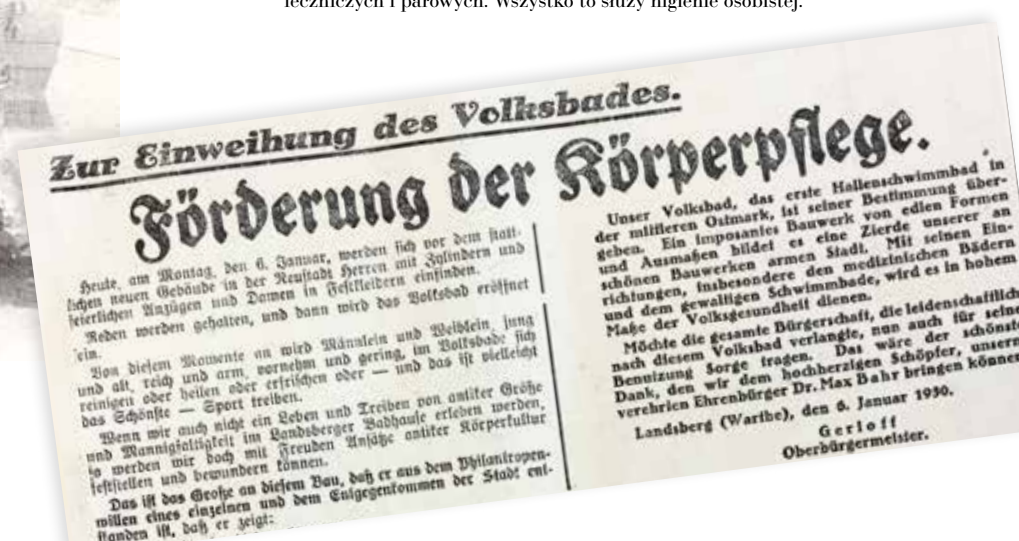 leczniczych i parowych. Wszystko to służy higienie osobistej.
Zur Einweihung des Volksbades.
Förderung der Körperpflege.
Heute, am Montag, den 6. Januar, werden sich vor dem statt-
lichen neuen Gebäude in der Neustadt Herren mit Zylindern und
feierlichen Anzügen und Damen in Festkleidern einfinden.
Reden werden gehalten, und dann wird das Volksbad eröffnet
sein.
Von diesem Momente an wird Männlein und Weiblein, jung
und alt, reich und arm, vornehm und gering, im Volksbade sich
reinigen oder heilen oder erfrischen oder — und das ist vielleicht
das Schönste — Sport treiben.
Wenn wir auch nicht ein Leben und Treiben von antiker Größe
und Mannigfaltigkeit im Landsberger Badhause erleben werden,
so werden wir doch mit Freuden Ansätze antiker Körperkultur
feststellen und bewundern können.
Das ist das Große an diesem Bau, daß er aus dem Philantropen-
willen eines einzelnen und dem Entgegenkommen der Stadt ent-
standen ist, daß er zeigt:
Unser Volksbad, das erste Hallenschwimmbad in
der mittleren Ostmark, ist seiner Bestimmung über-
geben. Ein imposantes Bauwerk von edlen Formen
und Ausmaßen bildet es eine Zierde unserer an
schönen Bauwerken armen Stadt. Mit seinen Ein-
richtungen, insbesondere den medizinischen Bädern
und dem gewaltigen Schwimmbade, wird es in hohem
Maße der Volksgesundheit dienen.
Möchte die gesamte Bürgerschaft, die leidenschaftlich
nach diesem Volksbad verlangte, nun auch für seine
Benutzung Sorge tragen. Das wäre der schönste
Dank, den wir dem hochherzigen Schöpfer, unserm
verehrten Ehrenbürger Dr. Max Bahr bringen können
Landsberg (Warthe), den 6. Januar 1930.
Gerloff
Oberbürgermeister.